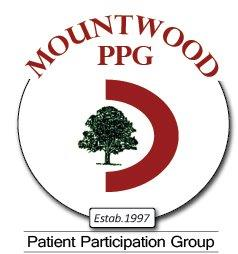 MOUNTWOOD
PPG
Estab.1997
Patient Participation Group